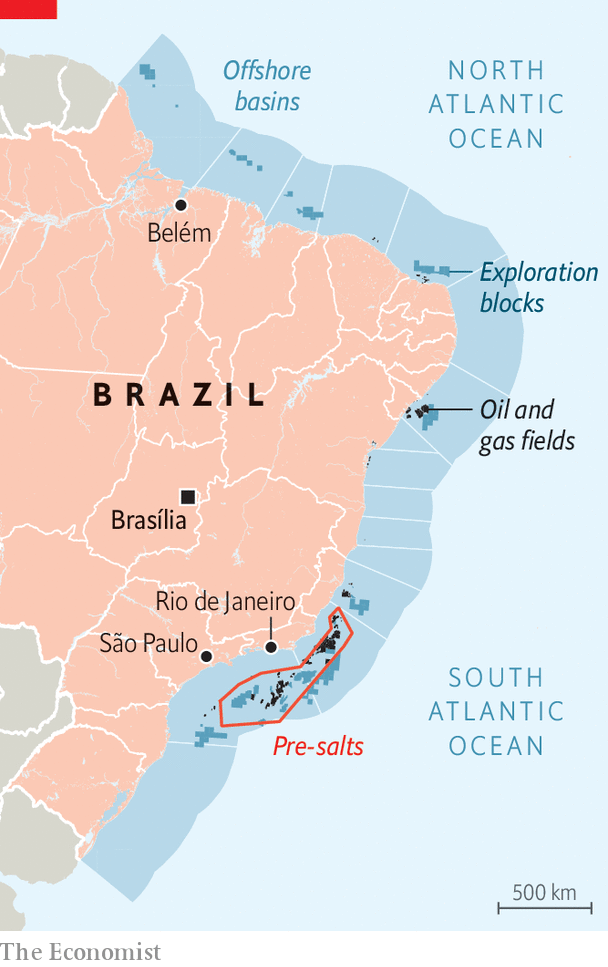 Offshore
basins
NORTH
ATLANTIC
OCEAN
Belém
Exploration
blocks
BRAZIL
Oil and
gas fields
Brasília
Rio de Janeiro
São Paulo
SOUTH
ATLANTIC
OCEAN
Pre-salts
500 km
The Economist